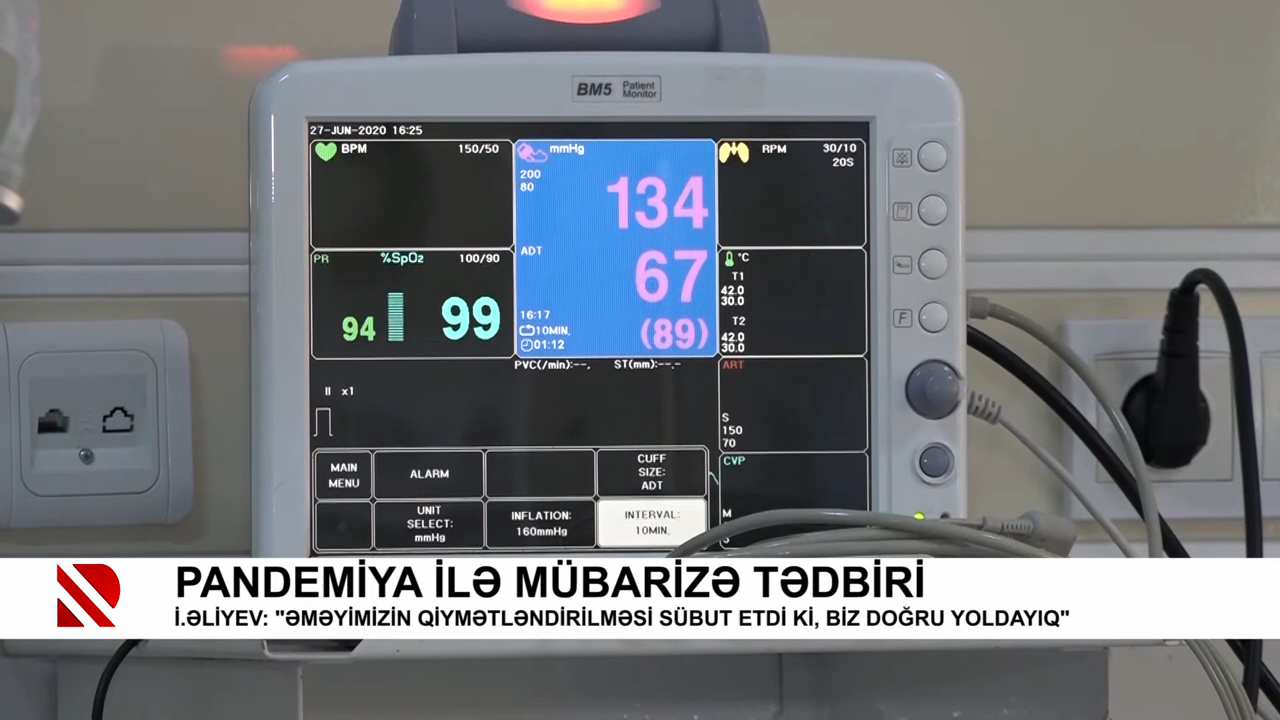 BM5 Patient Monitor
27-JUN-2020 16:25
BPM 150/50
mmHg
200
80
134
ADT
67
16:17
10MIN.
01:12
(89)
RPM 30/10
20S
PR %SpO₂ 100/90
94 99
°C
T1
42.0
30.0
T2
42.0
30.0
PVC(/min):--, ST(mm):--.-
II x1
ART
S
150
70
CVP
M
MAIN MENU
ALARM
CUFF SIZE: ADT
UNIT SELECT: mmHg
INFLATION: 160mmHg
INTERVAL: 10MIN.
F
PANDEMİYA İLƏ MÜBARİZƏ TƏDBİRİ
İ.ƏLİYEV: "ƏMƏYİMİZİN QİYMƏTLƏNDİRİLMƏSİ SÜBUT ETDİ Kİ, BİZ DOĞRU YOLDAYIQ"